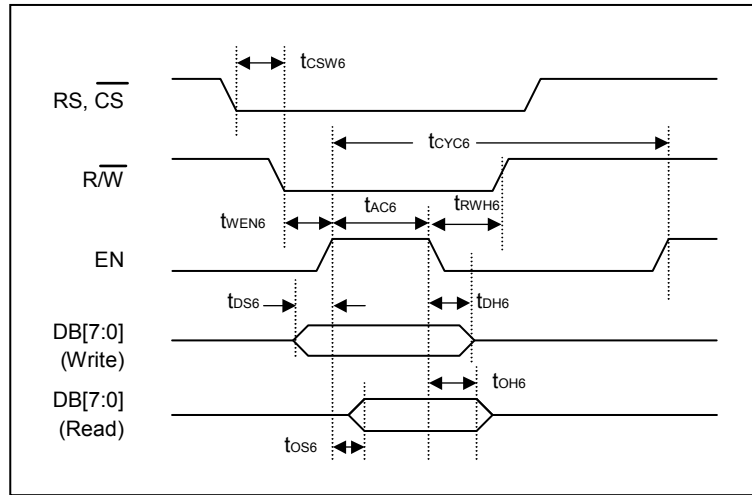 tCSW6
RS, C̅S̅
tCYC6
R/W̅
tWEN6
tAC6
tRWH6
EN
tDS6
tDH6
DB[7:0]
(Write)
tOH6
DB[7:0]
(Read)
tOS6